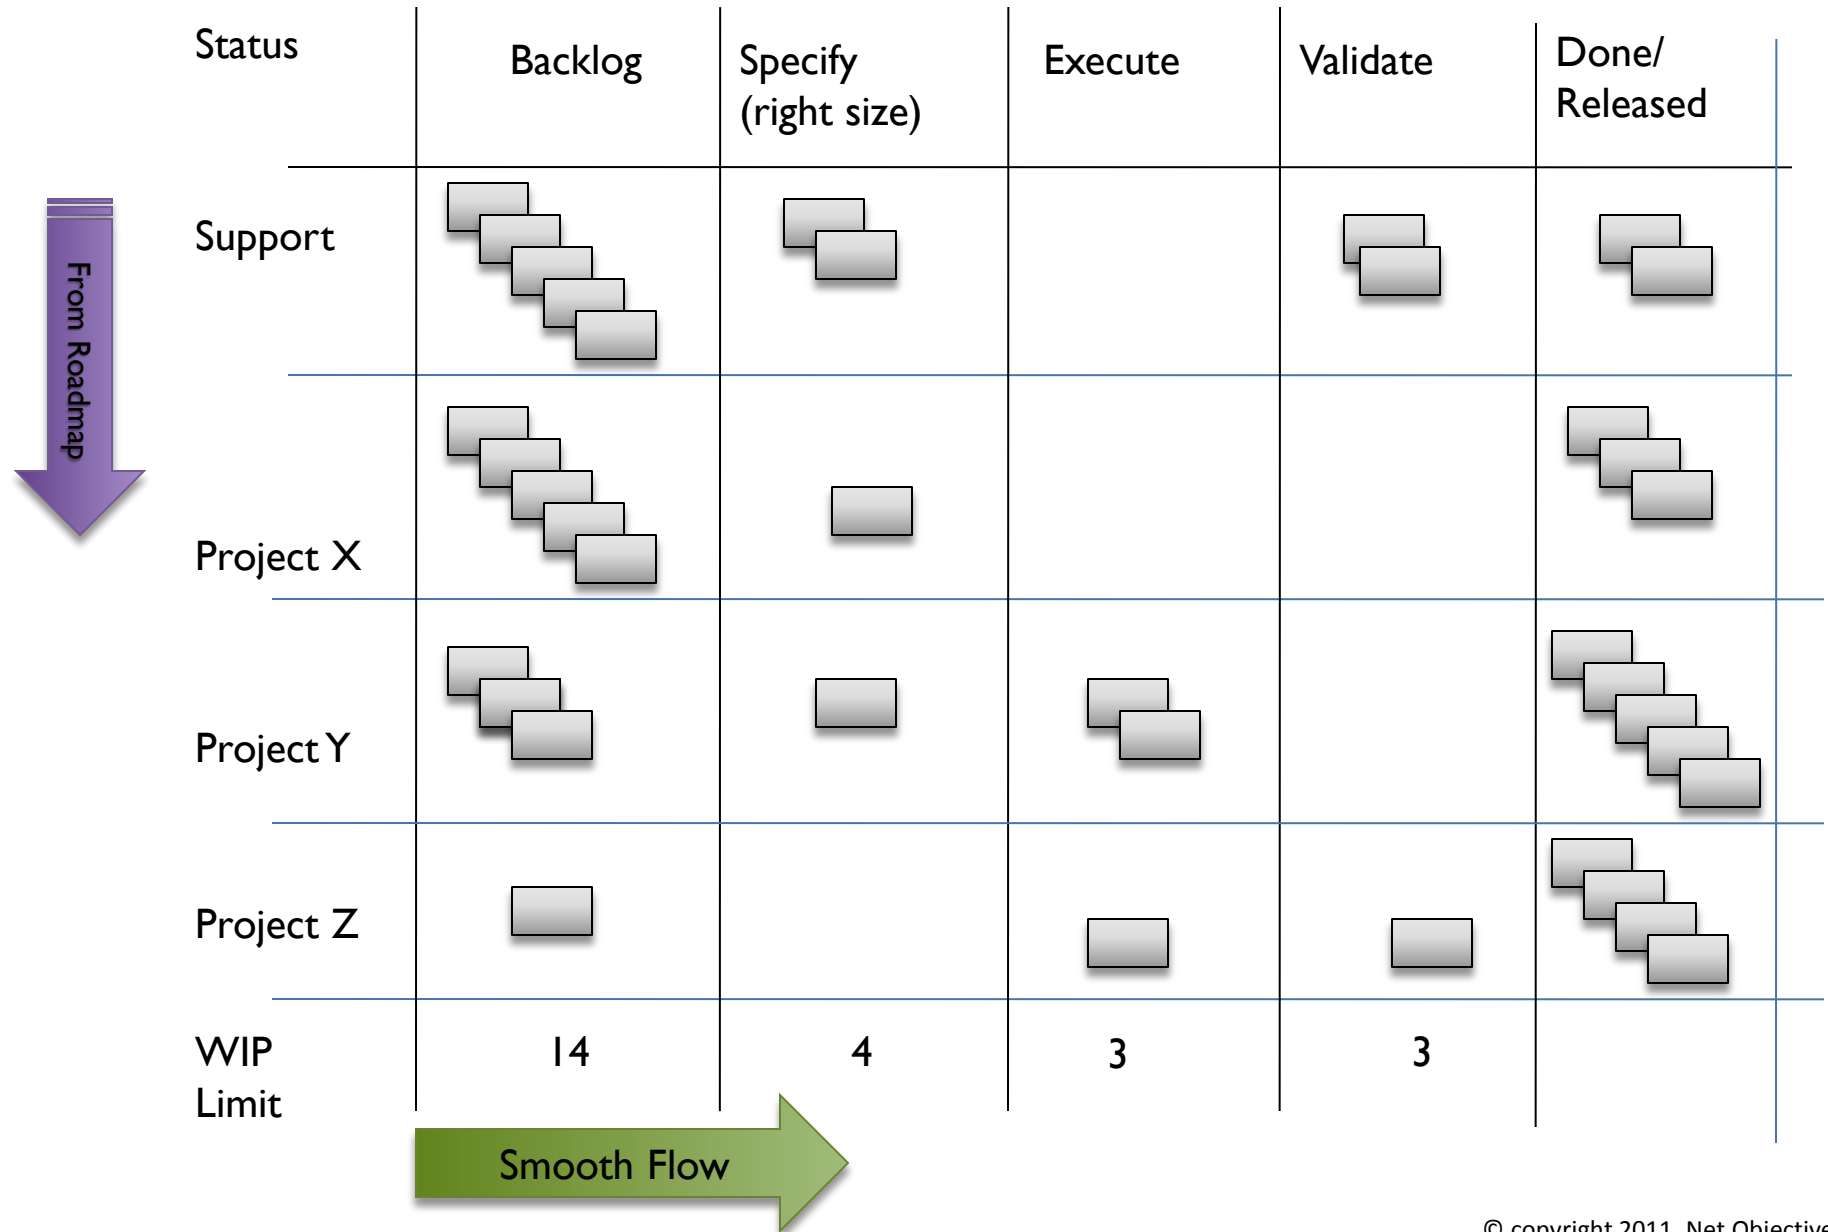 Status
Backlog
Specify
(right size)
Execute
Validate
Done/
Released
From Roadmap
Support
Project X
Project Y
Project Z
WIP
Limit
14
4
3
3
Smooth Flow
© copyright 2011 Net Objective